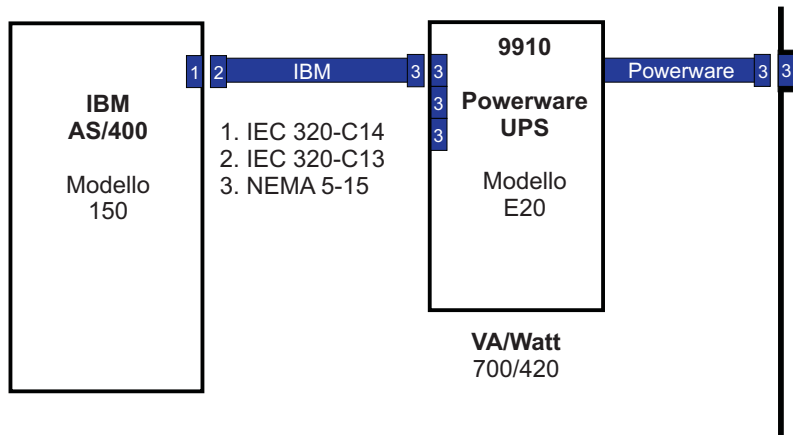 IBM
AS/400
Modello
150
1
2
IBM
3
1. IEC 320-C14
2. IEC 320-C13
3. NEMA 5-15
9910
Powerware
UPS
Modello
E20
3
3
3
VA/Watt
700/420
Powerware
3
3